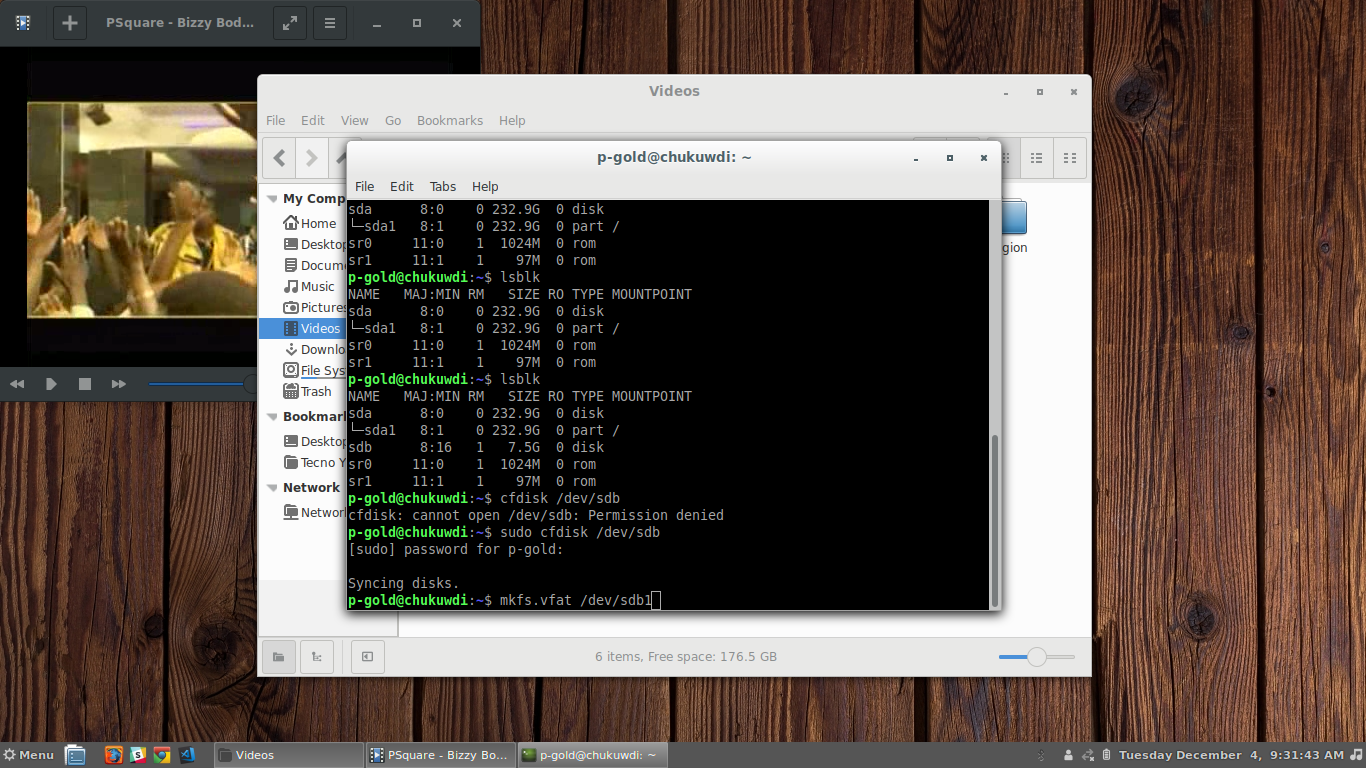 PSquare - Bizzy Bod...
Videos
File Edit View Go Bookmarks Help
My Comp
Home
Desktop
Docum
Music
Pictures
Videos
Downlo
File Sys
Trash
Bookmar
Desktop
Tecno Y
Network
Networ
gion
6 items, Free space: 176.5 GB
p-gold@chukuwdi: ~
File Edit Tabs Help
sda      8:0    0 232.9G  0 disk
└─sda1   8:1    0 232.9G  0 part /
sr0     11:0    1  1024M  0 rom
sr1     11:1    1    97M  0 rom
p-gold@chukuwdi:~$ lsblk
NAME   MAJ:MIN RM   SIZE RO TYPE MOUNTPOINT
sda      8:0    0 232.9G  0 disk
└─sda1   8:1    0 232.9G  0 part /
sr0     11:0    1  1024M  0 rom
sr1     11:1    1    97M  0 rom
p-gold@chukuwdi:~$ lsblk
NAME   MAJ:MIN RM   SIZE RO TYPE MOUNTPOINT
sda      8:0    0 232.9G  0 disk
└─sda1   8:1    0 232.9G  0 part /
sdb      8:16   1   7.5G  0 disk
sr0     11:0    1  1024M  0 rom
sr1     11:1    1    97M  0 rom
p-gold@chukuwdi:~$ cfdisk /dev/sdb
cfdisk: cannot open /dev/sdb: Permission denied
p-gold@chukuwdi:~$ sudo cfdisk /dev/sdb
[sudo] password for p-gold:
Syncing disks.
p-gold@chukuwdi:~$ mkfs.vfat /dev/sdb1
Menu Videos PSquare - Bizzy Bo... p-gold@chukuwdi: ~ Tuesday December 4, 9:31:43 AM